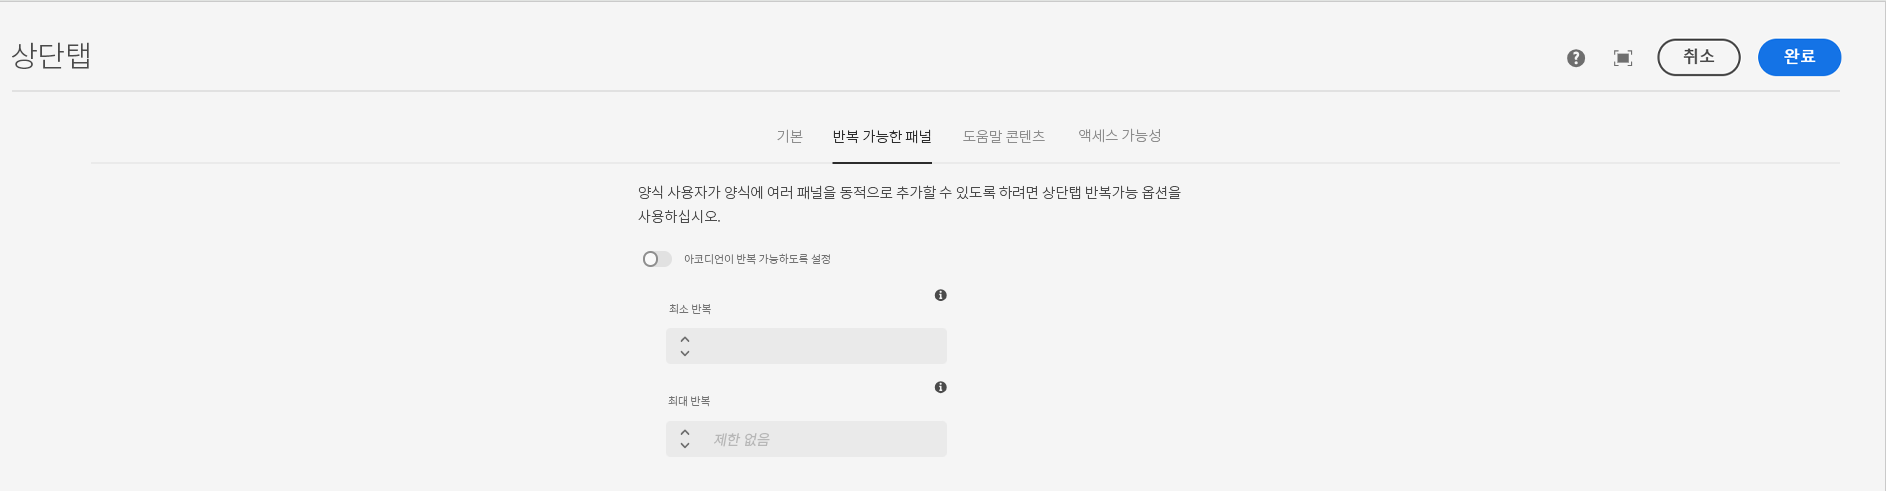 상단탭
취소
완료
기본
반복 가능한 패널
도움말 콘텐츠
액세스 가능성
양식 사용자가 양식에 여러 패널을 동적으로 추가할 수 있도록 하려면 상단탭 반복가능 옵션을
사용하십시오.
아코디언이 반복 가능하도록 설정
최소 반복
최대 반복
제한 없음